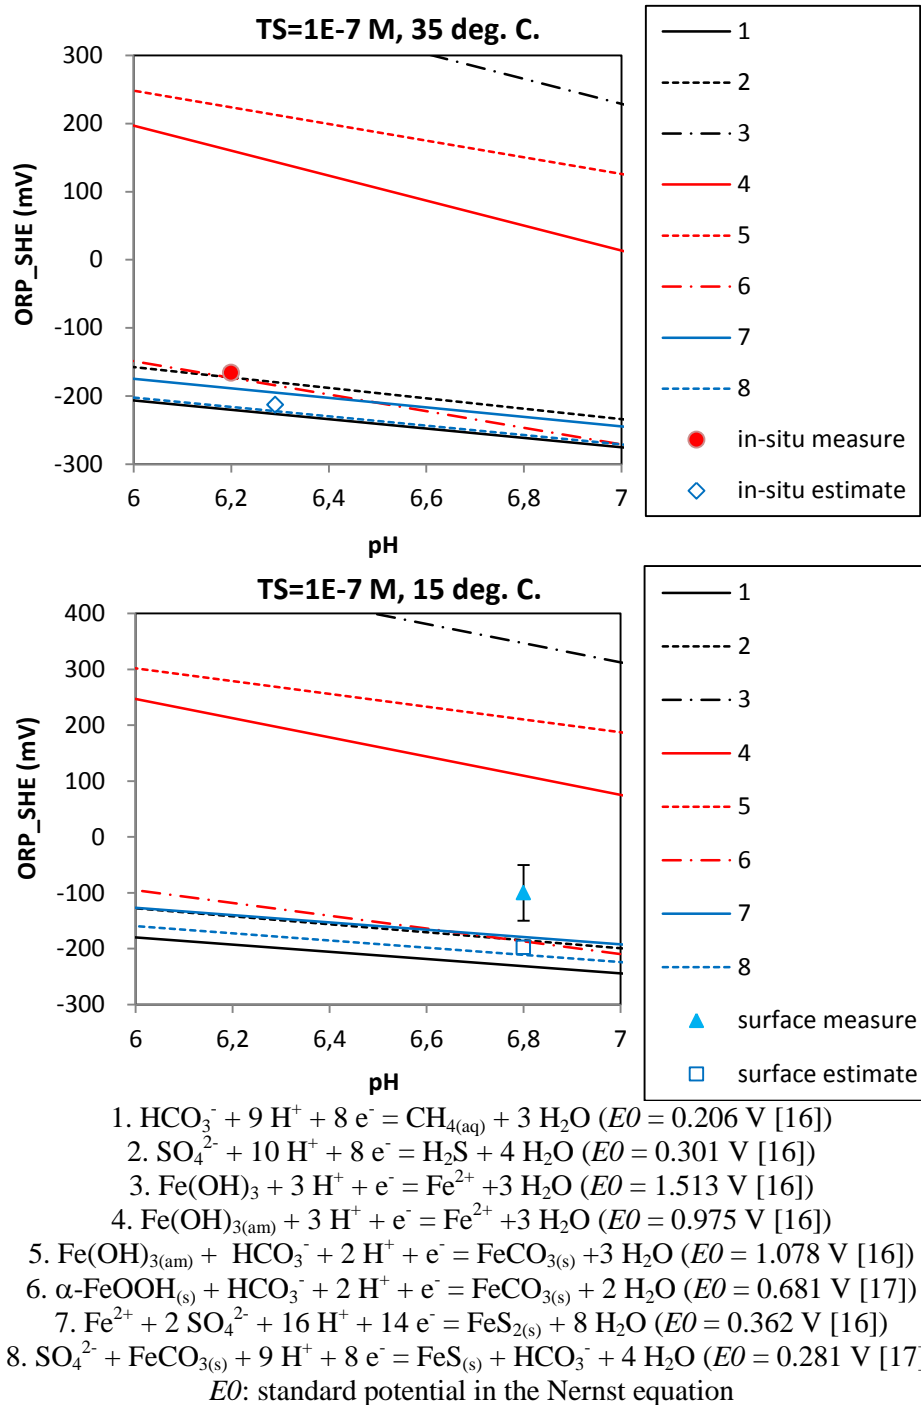 TS=1E-7 M, 35 deg. C.
300
200
100
0
-100
-200
-300
ORP_SHE (mV)
6
6,2
6,4
6,6
6,8
7
pH
1
2
3
4
5
6
7
8
in-situ measure
in-situ estimate
TS=1E-7 M, 15 deg. C.
400
300
200
100
0
-100
-200
-300
ORP_SHE (mV)
6
6,2
6,4
6,6
6,8
7
pH
1
2
3
4
5
6
7
8
surface measure
surface estimate
1. HCO₃⁻ + 9 H⁺ + 8 e⁻ = CH₄₍aq₎ + 3 H₂O (E0 = 0.206 V [16])
2. SO₄²⁻ + 10 H⁺ + 8 e⁻ = H₂S + 4 H₂O (E0 = 0.301 V [16])
3. Fe(OH)₃ + 3 H⁺ + e⁻ = Fe²⁺ +3 H₂O (E0 = 1.513 V [16])
4. Fe(OH)₃₍am₎ + 3 H⁺ + e⁻ = Fe²⁺ +3 H₂O (E0 = 0.975 V [16])
5. Fe(OH)₃₍am₎ + HCO₃⁻ + 2 H⁺ + e⁻ = FeCO₃₍s₎ +3 H₂O (E0 = 1.078 V [16])
6. α-FeOOH₍s₎ + HCO₃⁻ + 2 H⁺ + e⁻ = FeCO₃₍s₎ + 2 H₂O (E0 = 0.681 V [17])
7. Fe²⁺ + 2 SO₄²⁻ + 16 H⁺ + 14 e⁻ = FeS₂₍s₎ + 8 H₂O (E0 = 0.362 V [16])
8. SO₄²⁻ + FeCO₃₍s₎ + 9 H⁺ + 8 e⁻ = FeS₍s₎ + HCO₃⁻ + 4 H₂O (E0 = 0.281 V [17]
E0: standard potential in the Nernst equation